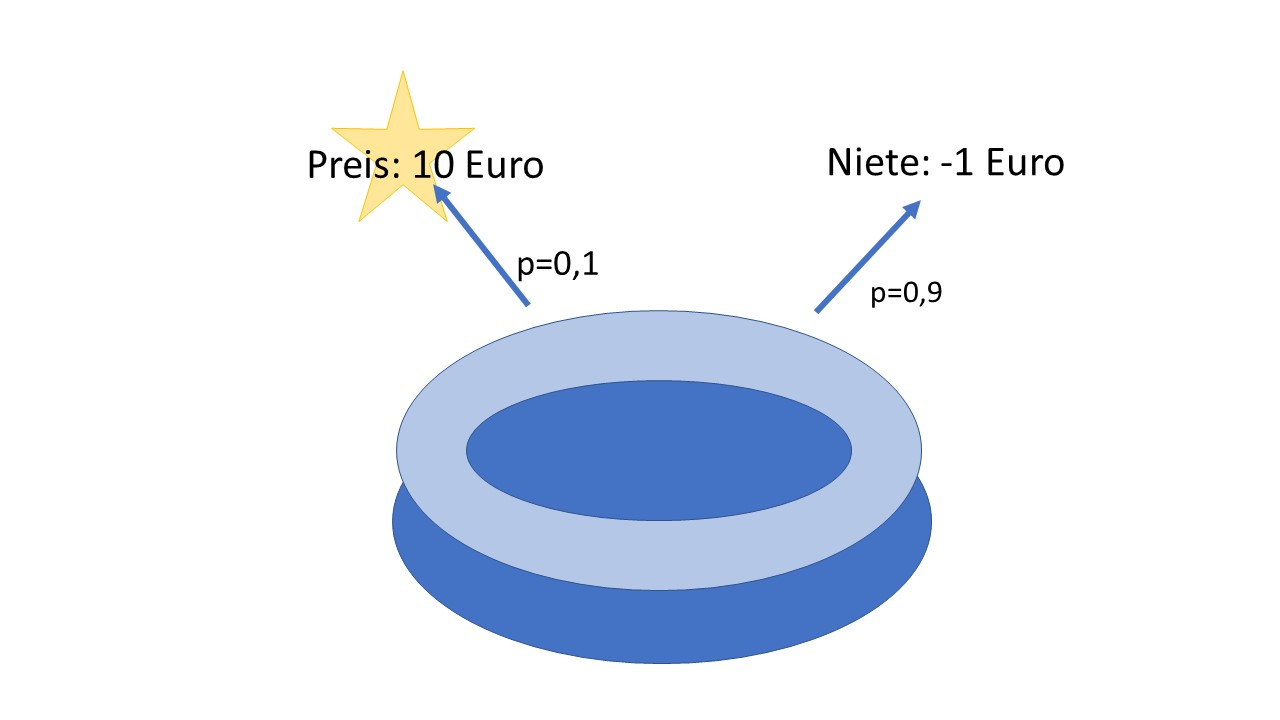 Preis: 10 Euro
Niete: -1 Euro
p=0,1
p=0,9